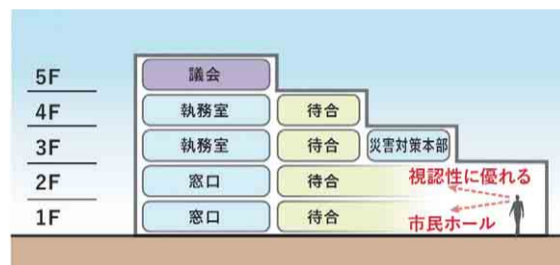 5F 議会
4F 執務室 待合
3F 執務室 待合 災害対策本部
2F 窓口 待合 視認性に優れる
1F 窓口 待合 市民ホール